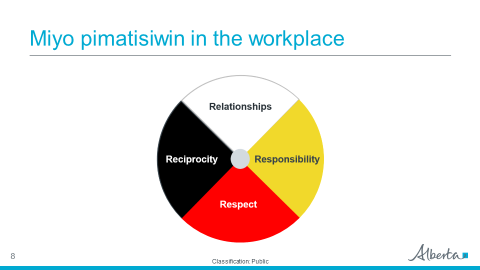 Miyo pimatisiwin in the workplace
Relationships
Reciprocity
Responsibility
Respect
8
Classification: Public
Alberta